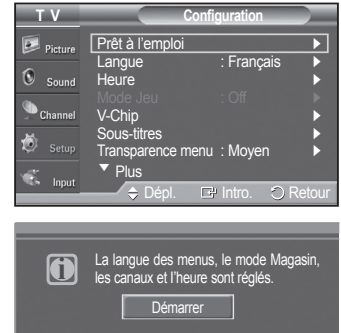 T V Configuration
Picture
Sound
Channel
Setup
Input
Prêt à l'emploi
Langue : Français
Heure
Mode Jeu : Off
V-Chip
Sous-titres
Transparence menu : Moyen
Plus
Dépl. Intro. Retour
La langue des menus, le mode Magasin,
les canaux et l'heure sont réglés.
Démarrer